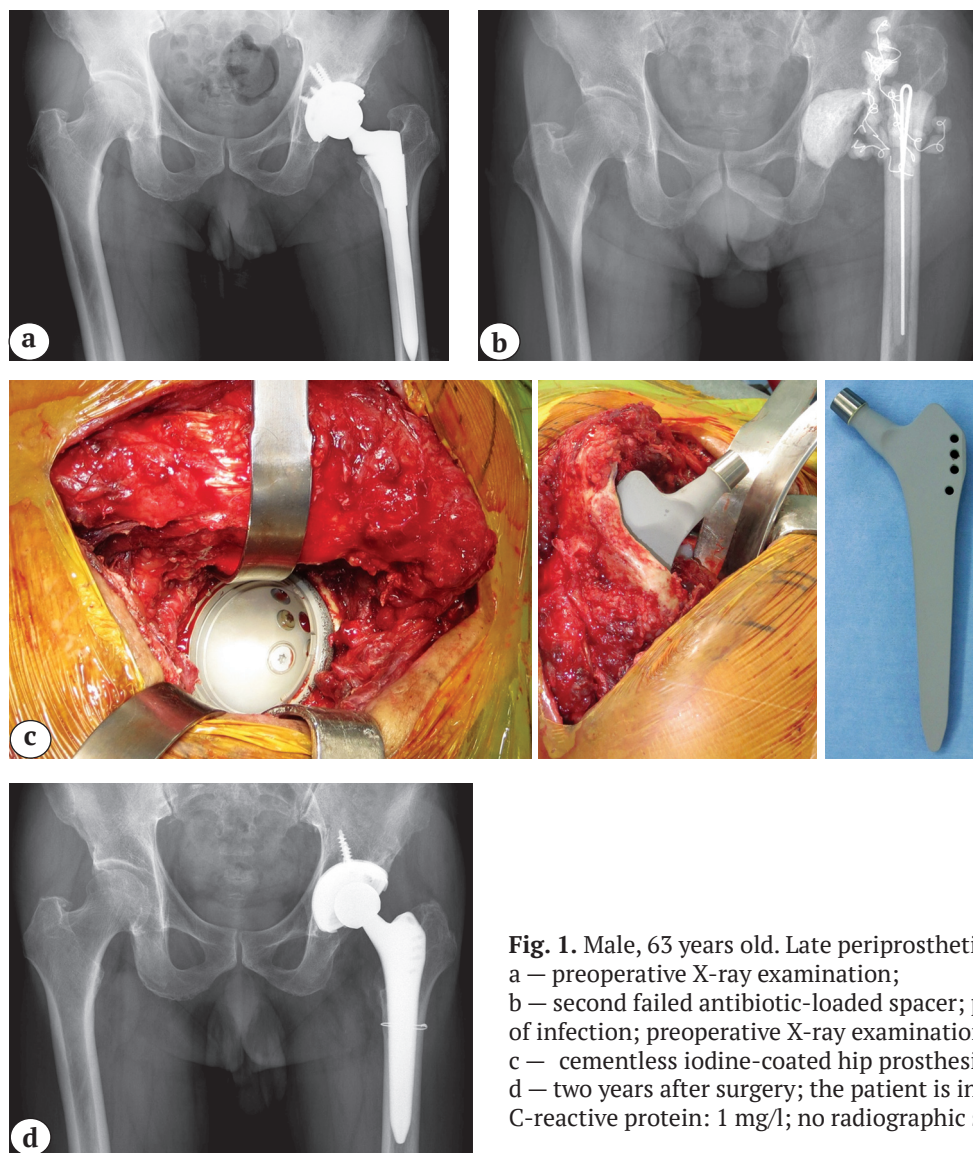 a
b
c
d
Fig. 1. Male, 63 years old. Late periprostheti
a — preoperative X-ray examination;
b — second failed antibiotic-loaded spacer; p
of infection; preoperative X-ray examination
c — cementless iodine-coated hip prosthesi
d — two years after surgery; the patient is in
C-reactive protein: 1 mg/l; no radiographic s